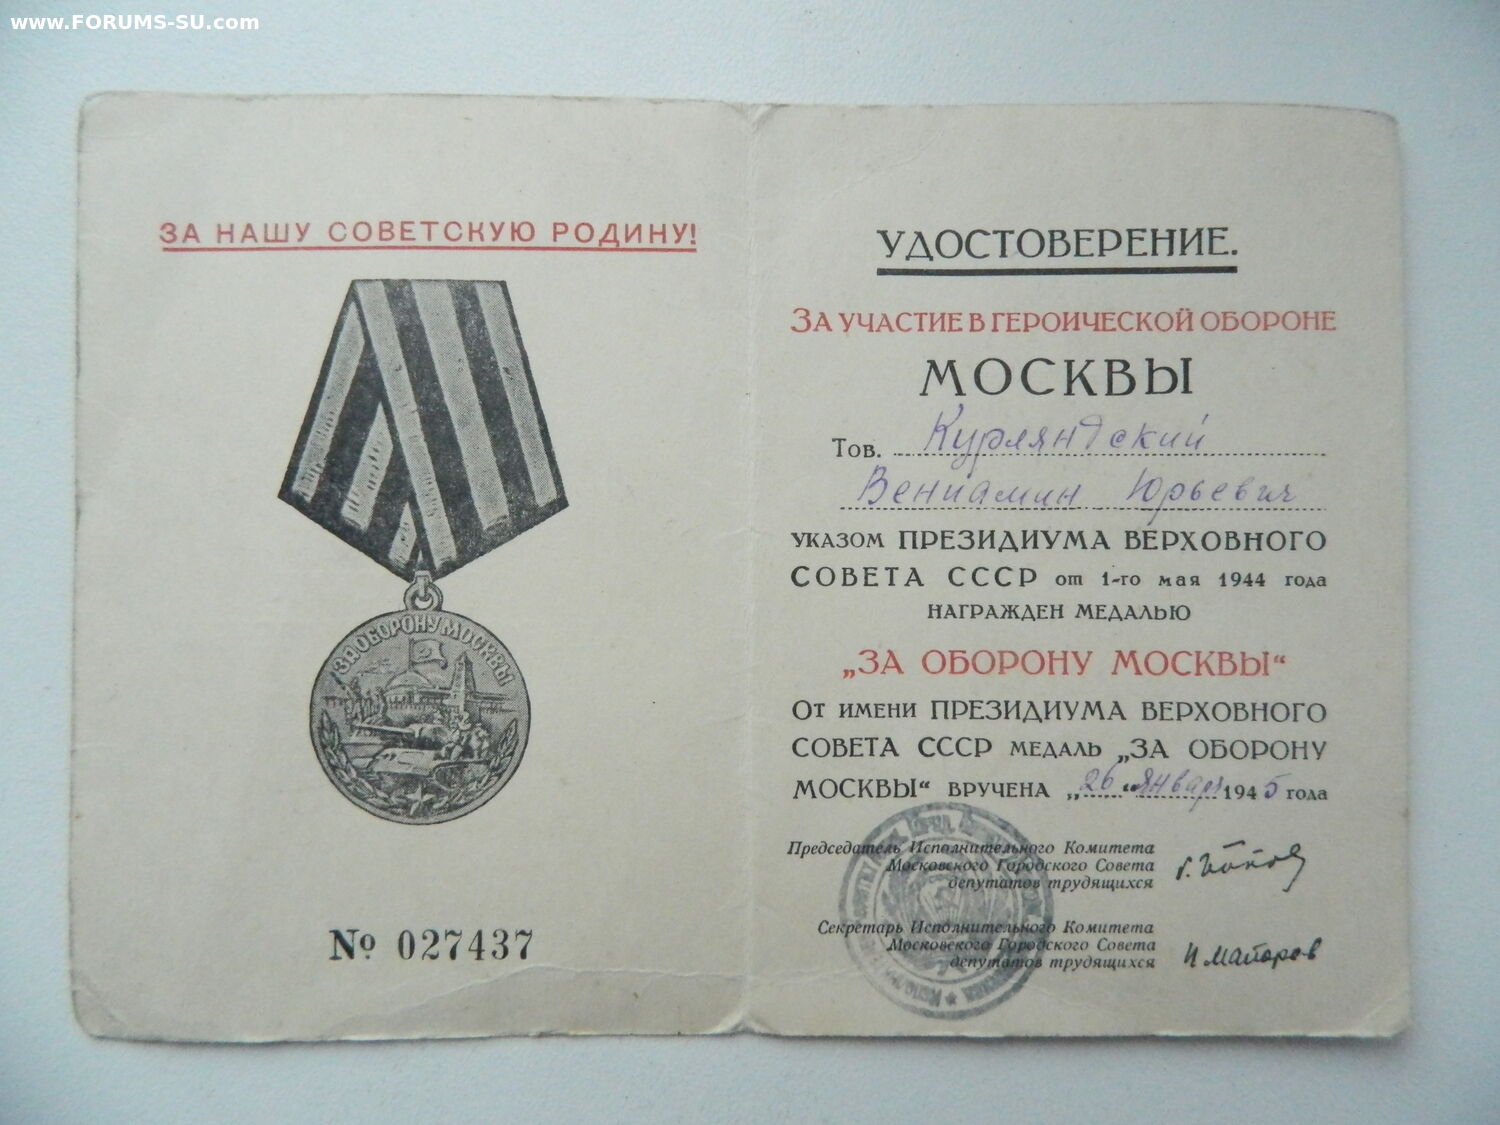 www.FORUMS-SU.com
ЗА НАШУ СОВЕТСКУЮ РОДИНУ!
ЗА ОБОРОНУ МОСКВЫ
№ 027437
УДОСТОВЕРЕНИЕ.
ЗА УЧАСТИЕ В ГЕРОИЧЕСКОЙ ОБОРОНЕ
МОСКВЫ
Тов. Курляндский
Вениамин Юрьевич
УКАЗОМ ПРЕЗИДИУМА ВЕРХОВНОГО
СОВЕТА СССР от 1-го мая 1944 года
НАГРАЖДЕН МЕДАЛЬЮ
„ЗА ОБОРОНУ МОСКВЫ“
От имени ПРЕЗИДИУМА ВЕРХОВНОГО
СОВЕТА СССР МЕДАЛЬ „ЗА ОБОРОНУ
МОСКВЫ“ ВРУЧЕНА „26“ января 1945 года
Председатель Исполнительного Комитета
Московского Городского Совета
депутатов трудящихся
Г. Попов
Секретарь Исполнительного Комитета
Московского Городского Совета
депутатов трудящихся
П Майоров